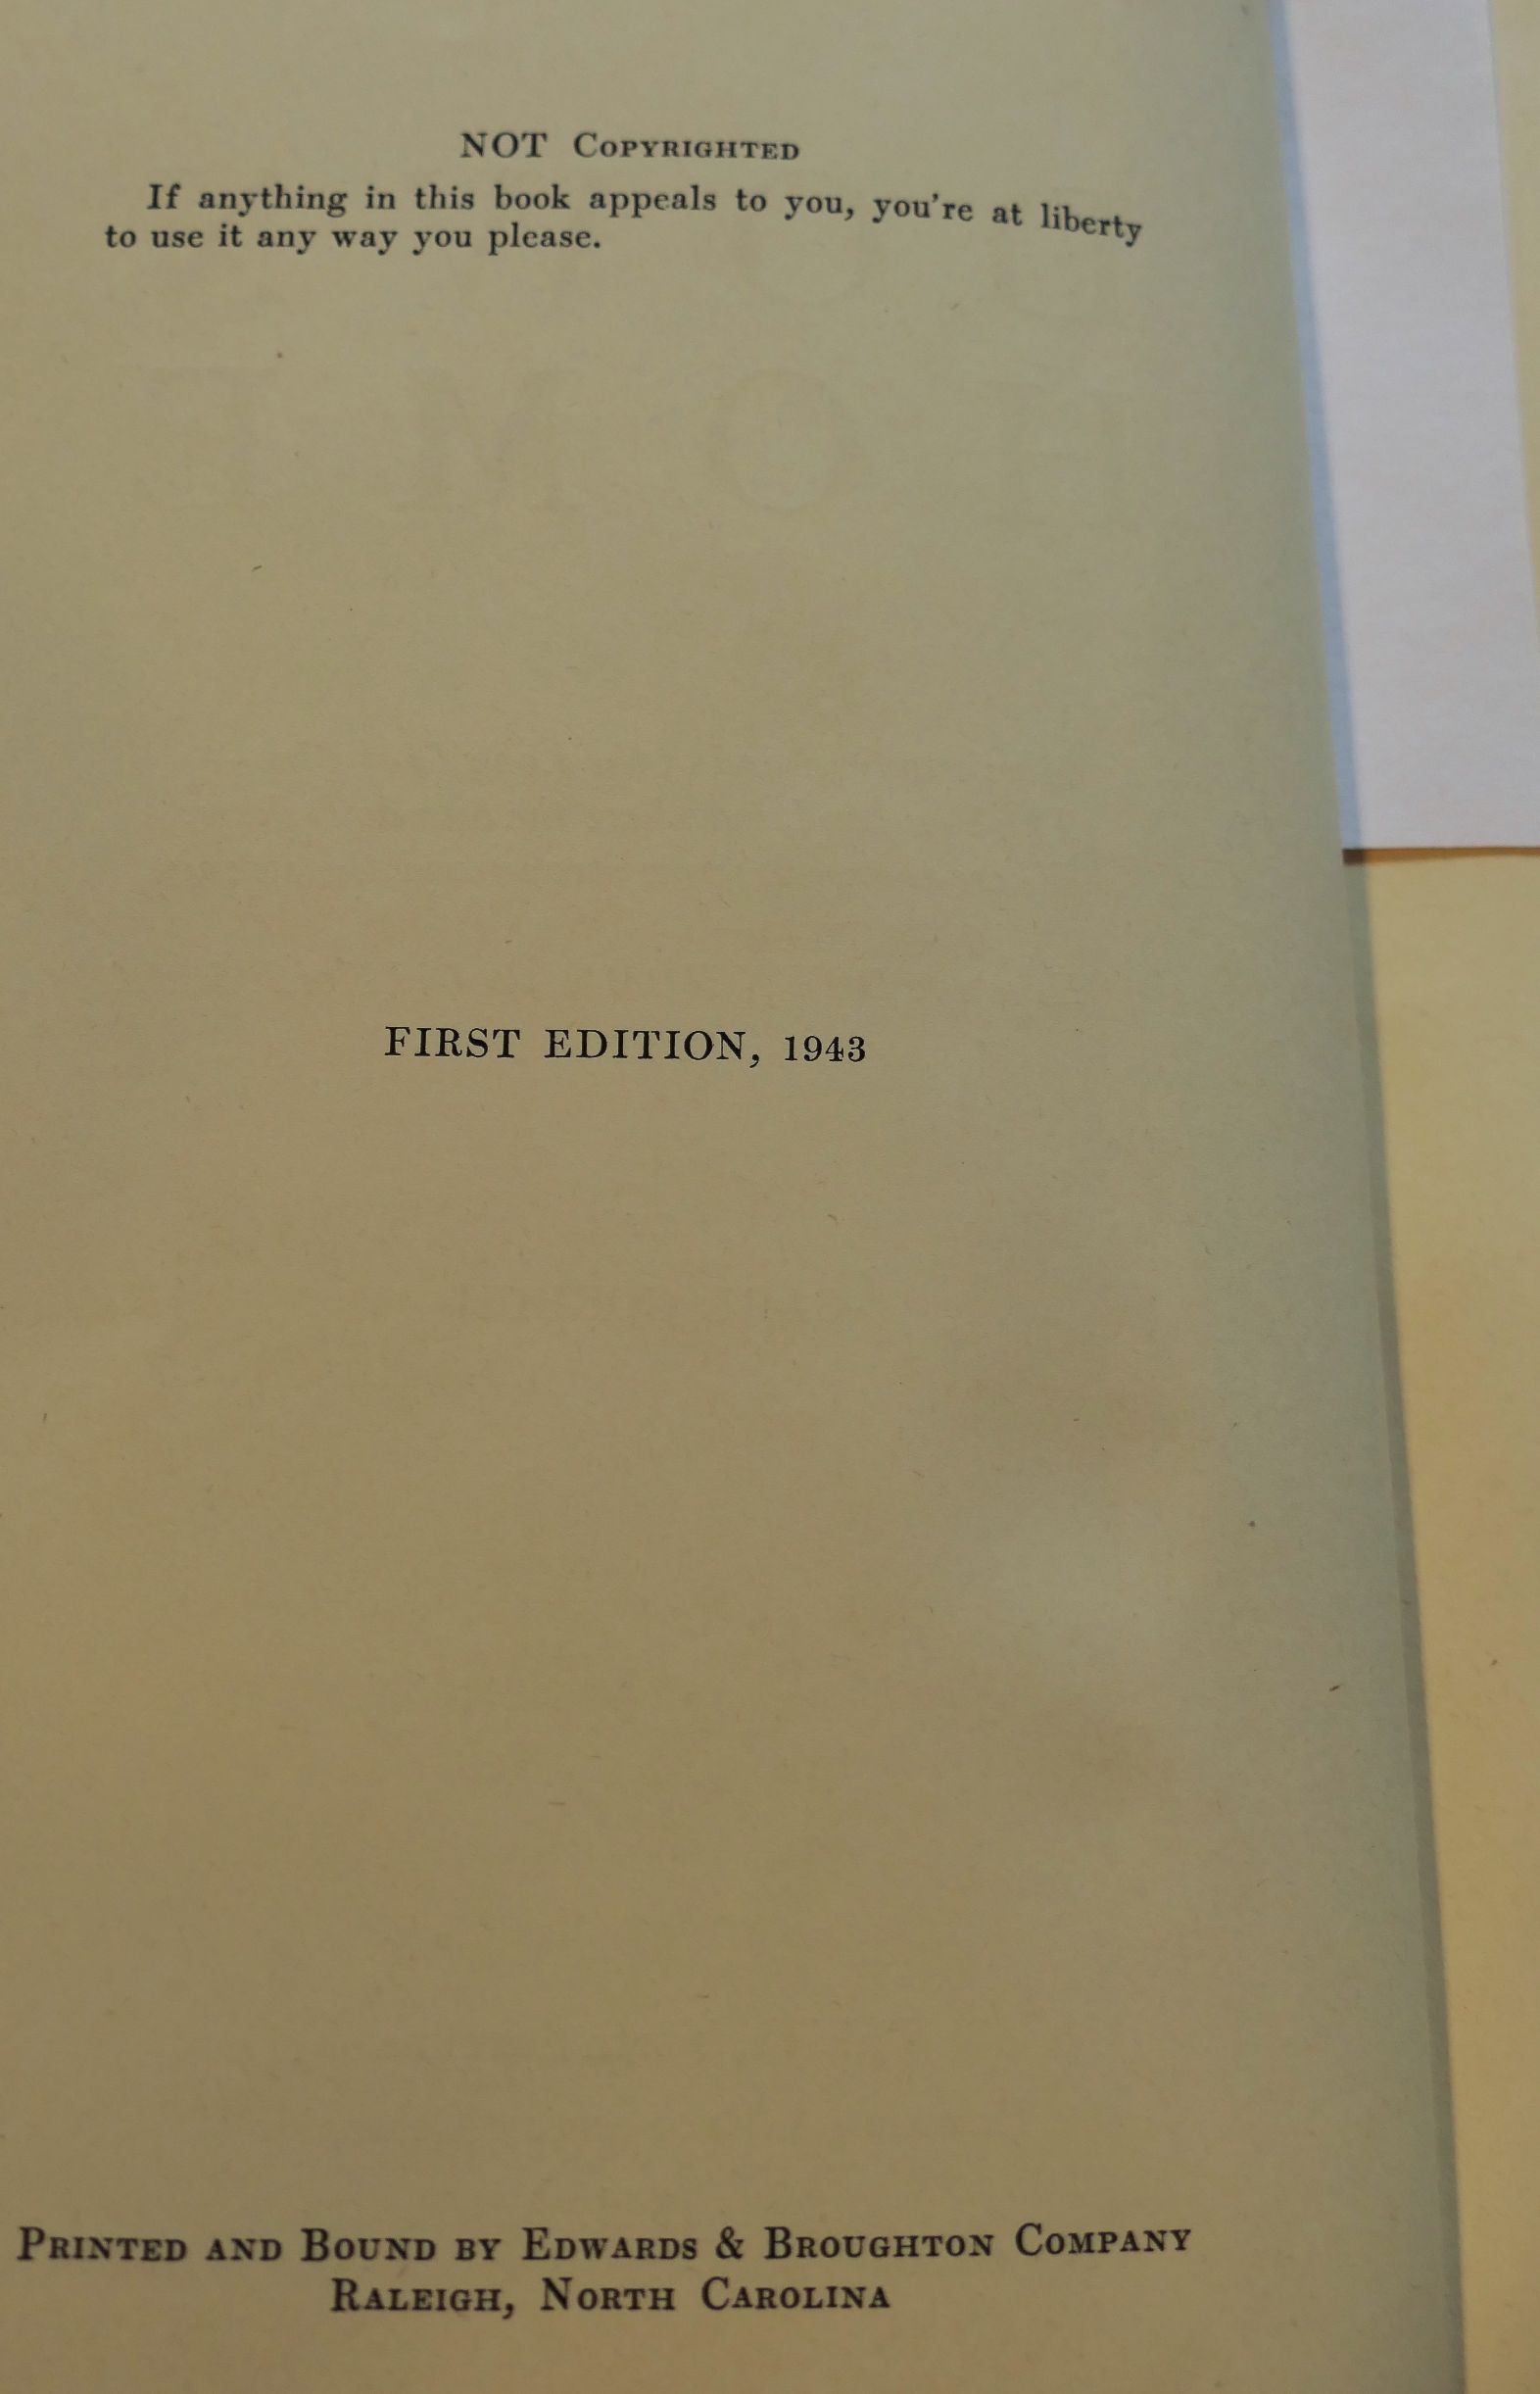 NOT COPYRIGHTED
If anything in this book appeals to you, you're at liberty
to use it any way you please.
FIRST EDITION, 1943
PRINTED AND BOUND BY EDWARDS & BROUGHTON COMPANY
RALEIGH, NORTH CAROLINA